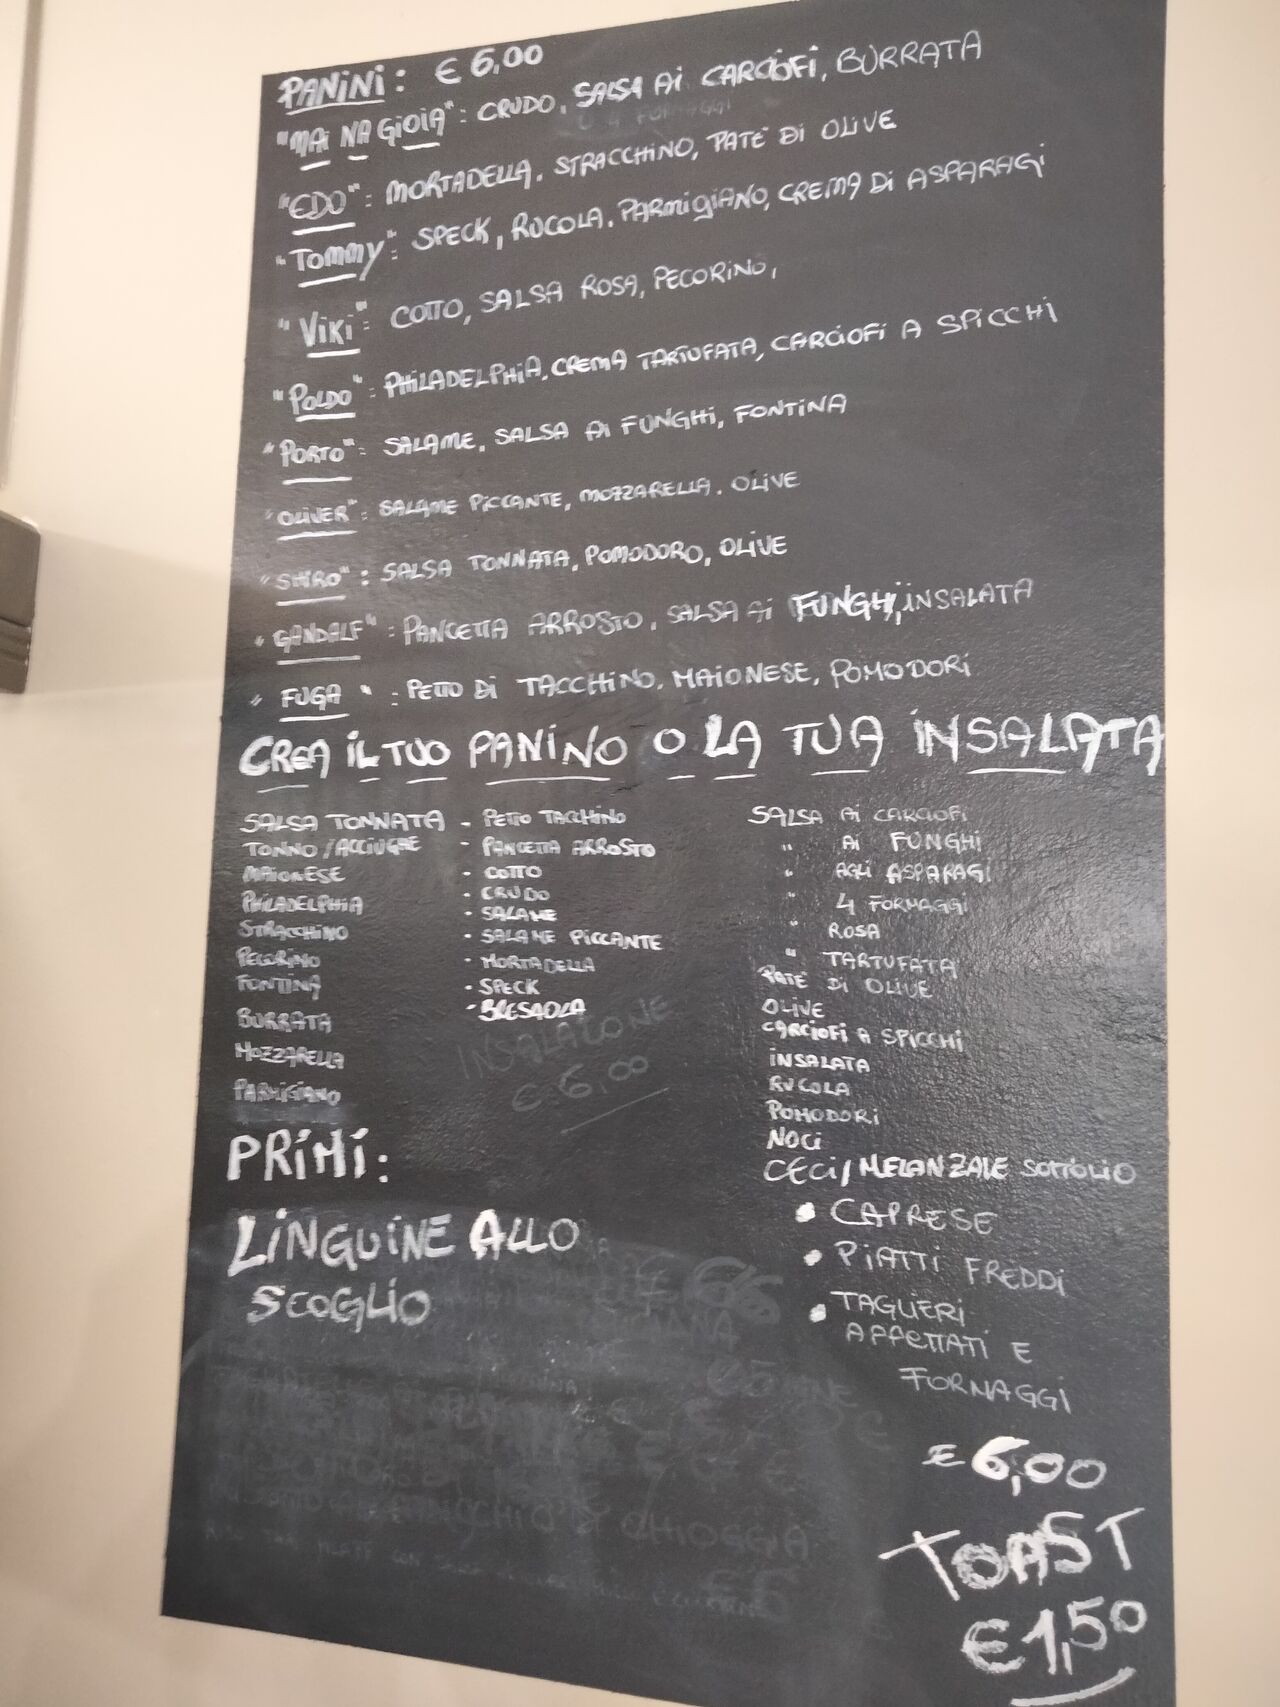 PANINI: € 6,00
"MAI NA GIOIA": CRUDO, SALSA AI CARCIOFI, BURRATA
"EDO": MORTADELLA, STRACCHINO, PATE' DI OLIVE
"TOMMY": SPECK, RUCOLA, PARMIGIANO, CREMA DI ASPARAGI
"VIKI": COTTO, SALSA ROSA, PECORINO,
"POLDO": PHILADELPHIA, CREMA TARTUFATA, CARCIOFI A SPICCHI
"PORTO": SALAME, SALSA AI FUNGHI, FONTINA
"OLIVER": SALAME PICCANTE, MOZZARELLA, OLIVE
"SHIRO": SALSA TONNATA, POMODORO, OLIVE
"GANDALF": PANCETTA ARROSTO, SALSA AI FUNGHI, INSALATA
"FUGA": PETTO DI TACCHINO, MAIONESE, POMODORI
CREA IL TUO PANINO O LA TUA INSALATA
SALSA TONNATA
TONNO/ACCIUGHE
MAIONESE
PHILADELPHIA
STRACCHINO
PECORINO
FONTINA
BURRATA
MOZZARELLA
PARMIGIANO
- PETTO TACCHINO
- PANCETTA ARROSTO
- COTTO
- CRUDO
- SALAME
- SALAME PICCANTE
- MORTADELLA
- SPECK
- BRESAOLA
INSALATONE
€ 6,00
SALSA AI CARCIOFI
" AI FUNGHI
" AGLI ASPARAGI
" 4 FORMAGGI
" ROSA
" TARTUFATA
PATE' DI OLIVE
OLIVE
CARCIOFI A SPICCHI
INSALATA
RUCOLA
POMODORI
NOCI
CECI/MELANZALE SOTTOLIO
• CAPRESE
• PIATTI FREDDI
• TAGLIERI
AFFETTATI E
FORMAGGI
€ 6,00
TOAST
€ 1,50
PRIMI:
LINGUINE ALLO
SCOGLIO
CHIOGGIA